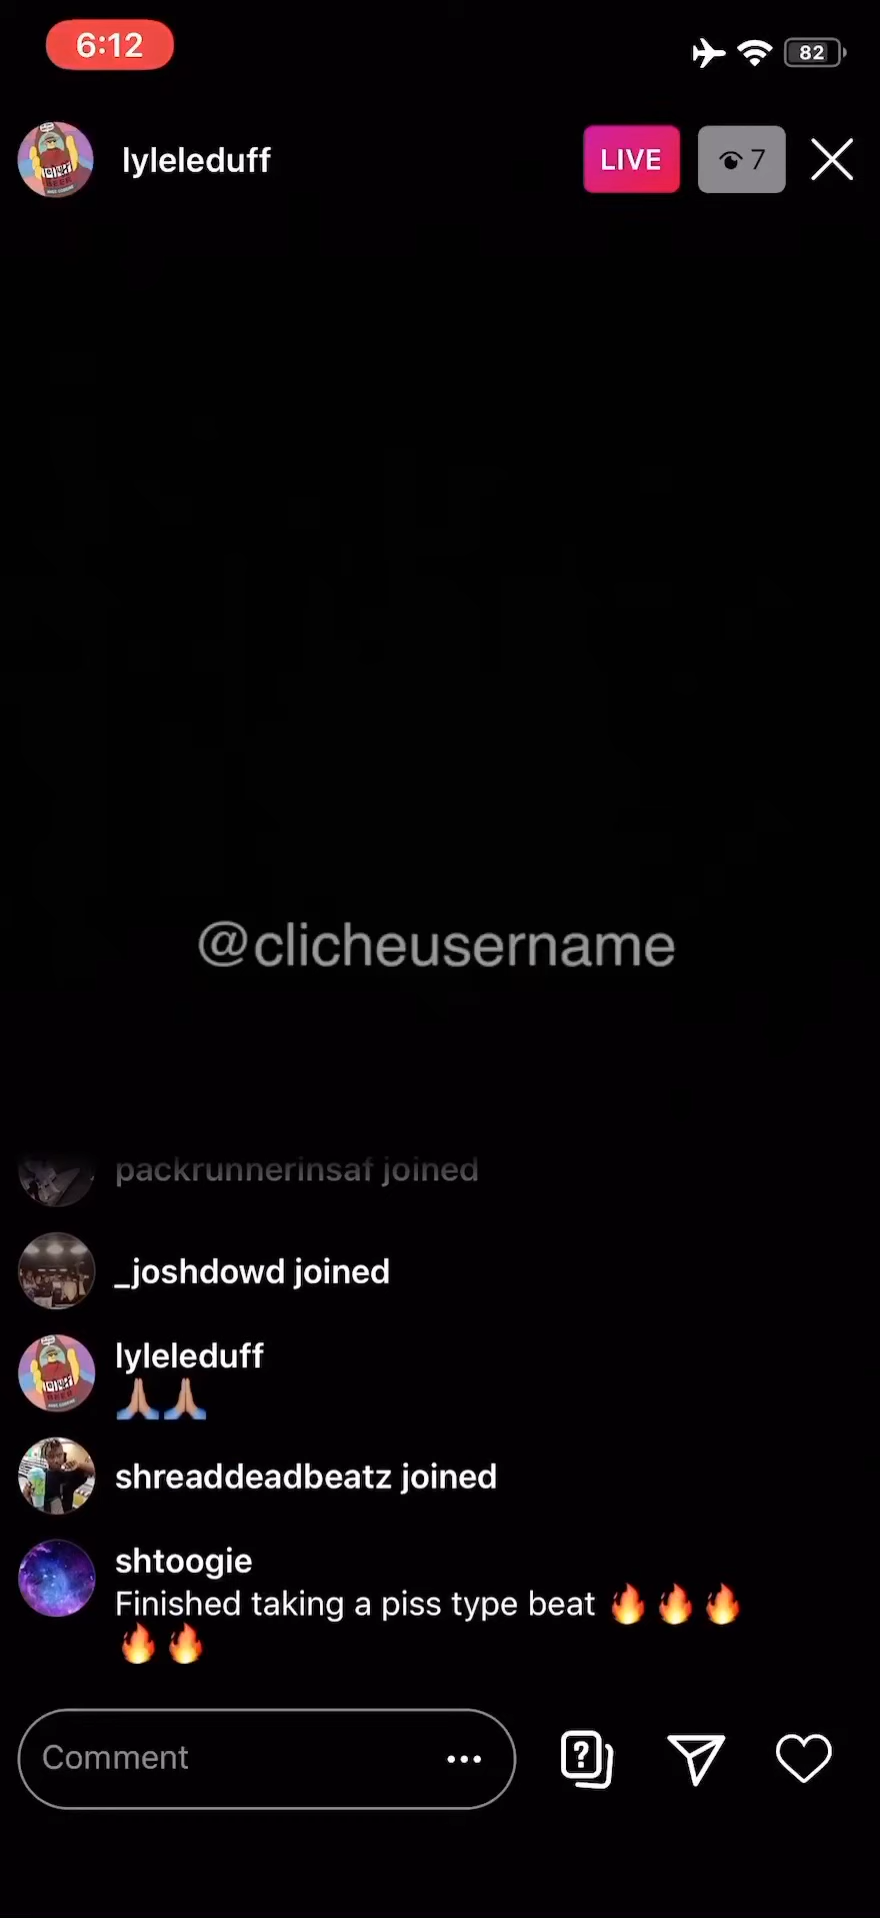 6:12
82
lyleleduff
LIVE
7
@clicheusername
packrunnerinsaf joined
_joshdowd joined
lyleleduff
🙏🏽🙏🏽
shreaddeadbeatz joined
shtoogie
Finished taking a piss type beat 🔥🔥🔥
🔥🔥
Comment